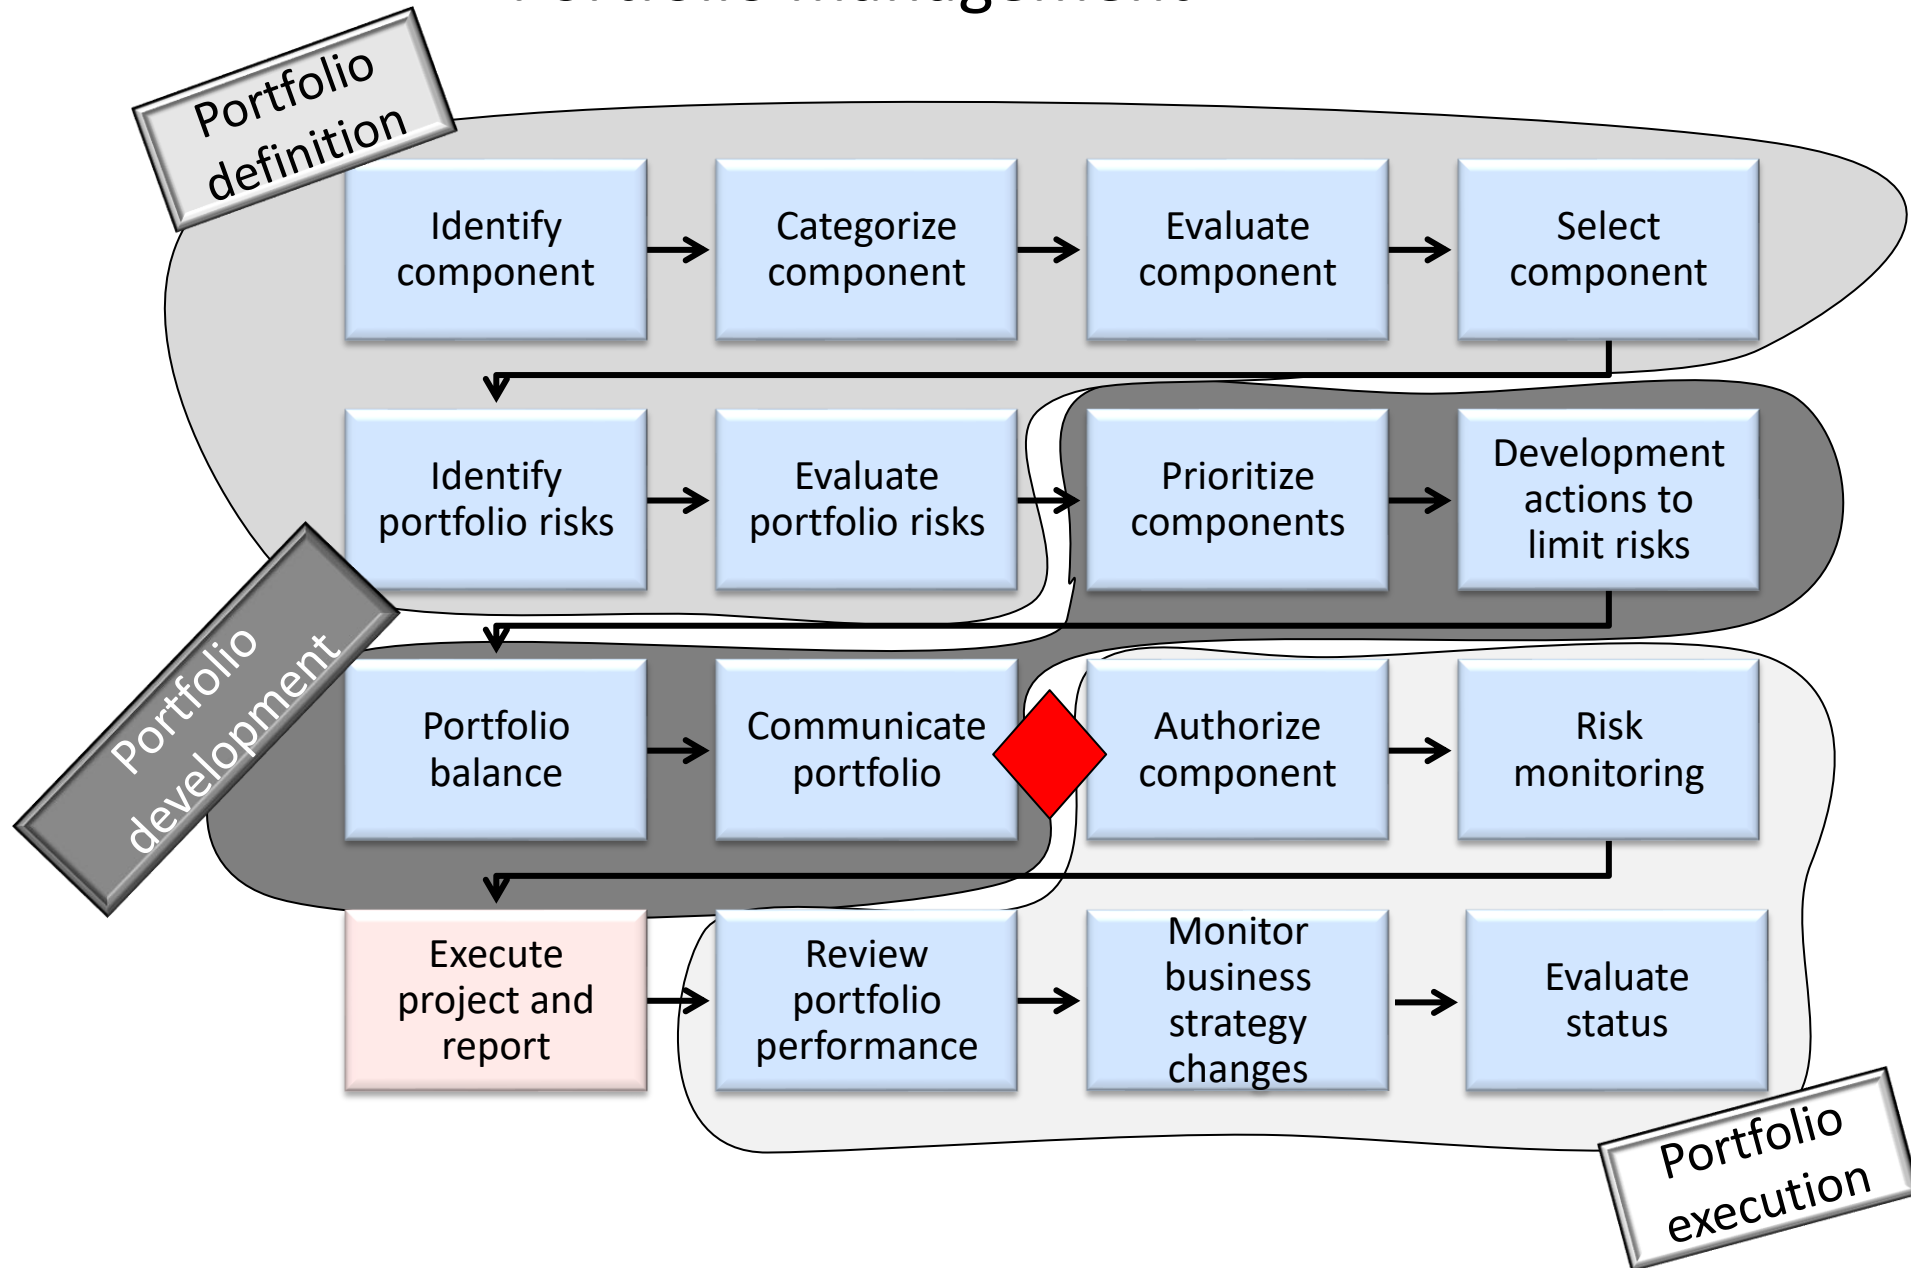 Portfolio management
Portfolio
definition
Identify
component
Categorize
component
Evaluate
component
Select
component
Identify
portfolio risks
Evaluate
portfolio risks
Prioritize
components
Development
actions to
limit risks
Portfolio
development
Portfolio
balance
Communicate
portfolio
Authorize
component
Risk
monitoring
Execute
project and
report
Review
portfolio
performance
Monitor
business
strategy
changes
Evaluate
status
Portfolio
execution